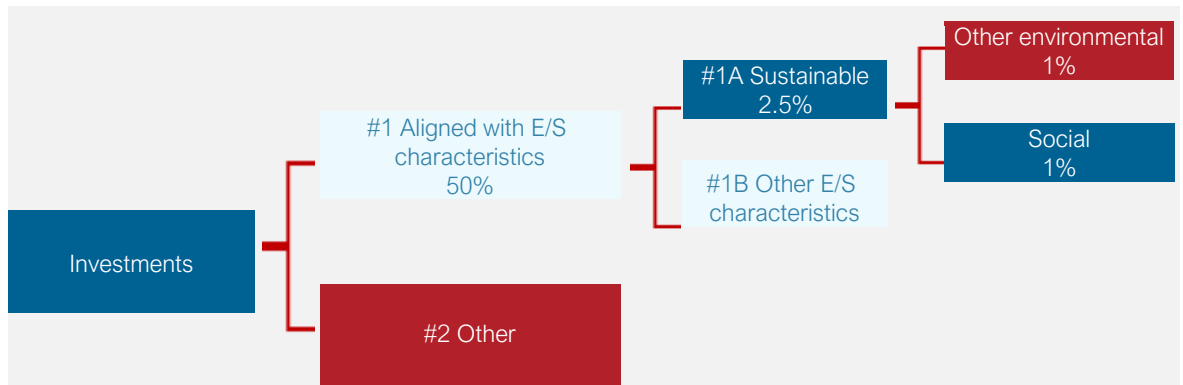 Investments
#1 Aligned with E/S
characteristics
50%
#2 Other
#1A Sustainable
2.5%
#1B Other E/S
characteristics
Other environmental
1%
Social
1%